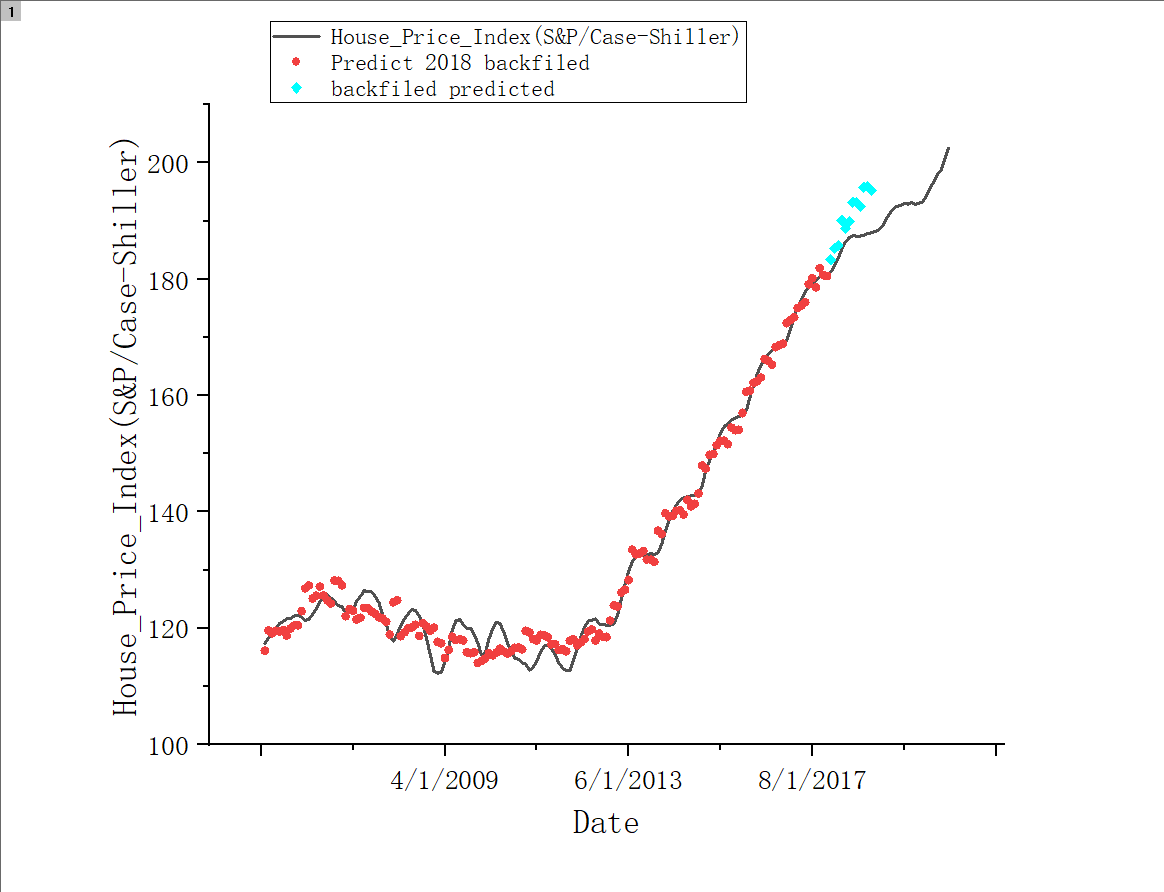 1
House_Price_Index(S&P/Case-Shiller)
Predict 2018 backfiled
backfiled predicted
House_Price_Index(S&P/Case-Shiller)
200
180
160
140
120
100
4/1/2009 6/1/2013 8/1/2017
Date